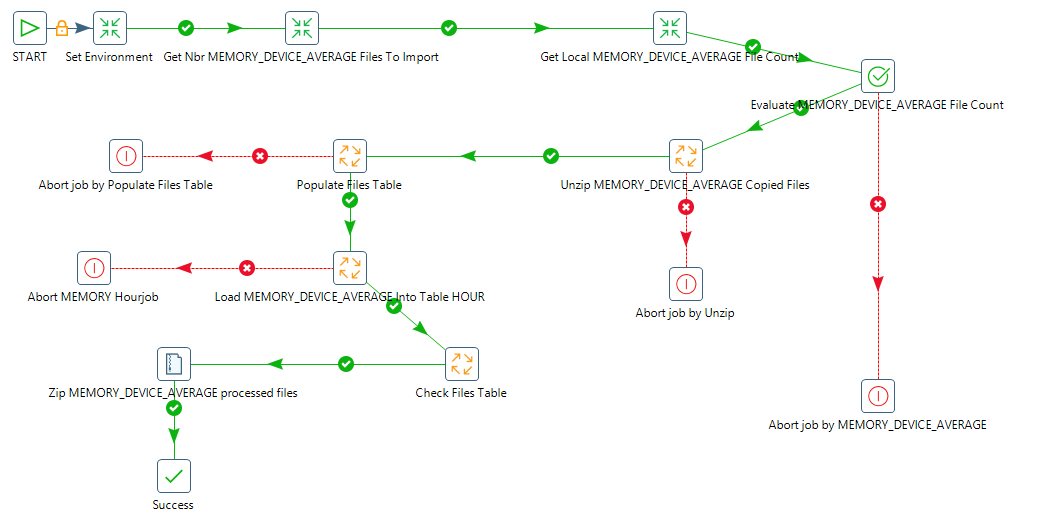 START
Set Environment
Get Nbr MEMORY_DEVICE_AVERAGE Files To Import
Get Local MEMORY_DEVICE_AVERAGE File Count
Evaluate MEMORY_DEVICE_AVERAGE File Count
Abort job by Populate Files Table
Populate Files Table
Unzip MEMORY_DEVICE_AVERAGE Copied Files
Abort MEMORY Hourjob
Load MEMORY_DEVICE_AVERAGE Into Table HOUR
Abort job by Unzip
Zip MEMORY_DEVICE_AVERAGE processed files
Check Files Table
Abort job by MEMORY_DEVICE_AVERAGE
Success